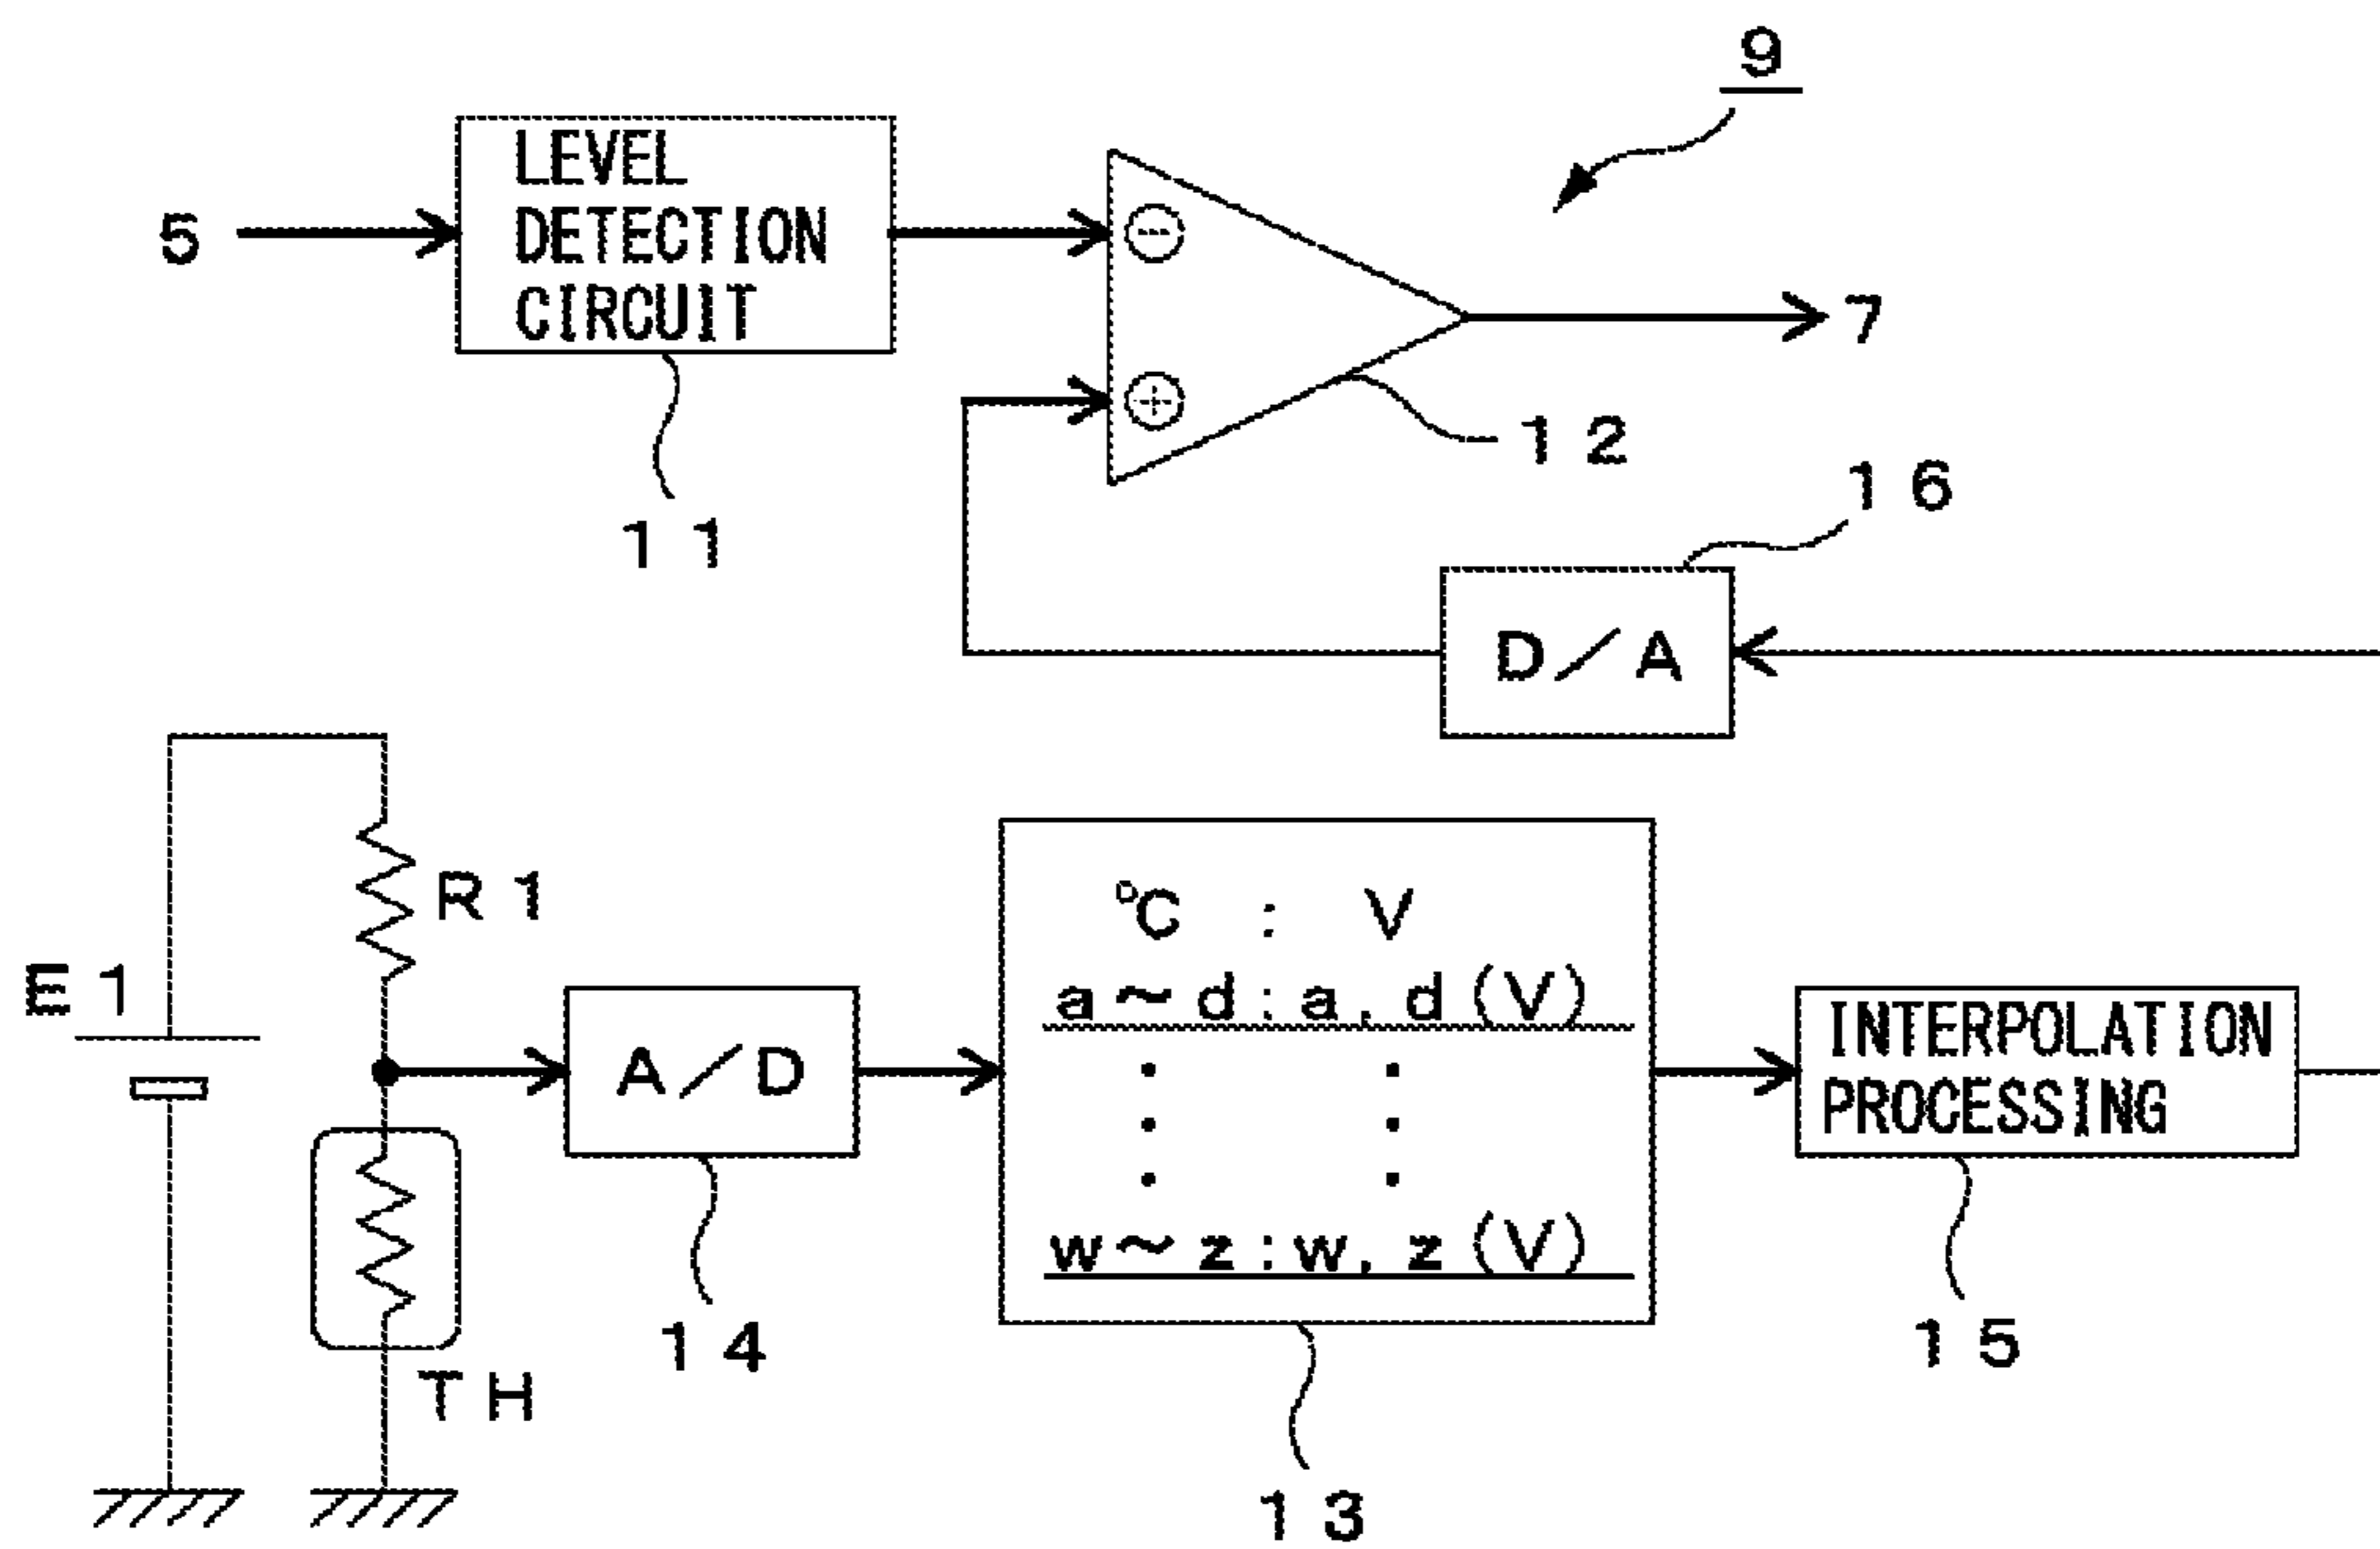 9
LEVEL
DETECTION
CIRCUIT
5
−
7
+
12
11
16
D/A
R1
E1
℃ : V
a~d:a, d(V)
A/D
INTERPOLATION
PROCESSING
w~z:w, z(V)
14
15
TH
13